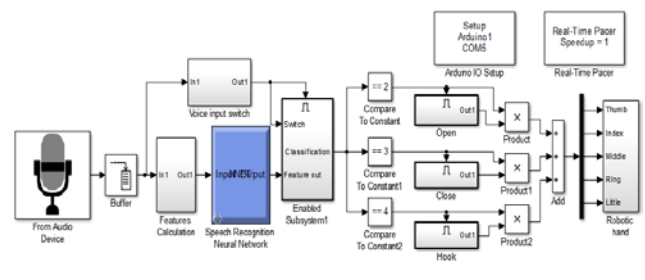 Setup
Arduino1
COM5
Arduino IO Setup
Real-Time Pacer
Speedup = 1
Real-Time Pacer
In1
Out1
Voice input switch
From Audio
Device
Buffer
In1
Out1
Features
Calculation
Speech Recognition
Neural Network
Switch
Classification
Feature out
Enabled
Subsystem1
== 2
Compare
To Constant
Out1
Open
×
Product
== 3
Compare
To Constant1
Out1
Close
×
Product1
== 4
Compare
To Constant2
Out1
Hook
×
Product2
+
+
+
Add
Thumb
Index
Middle
Ring
Little
Robotic
hand